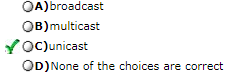 A)broadcast
B)multicast
C)unicast
D)None of the choices are correct